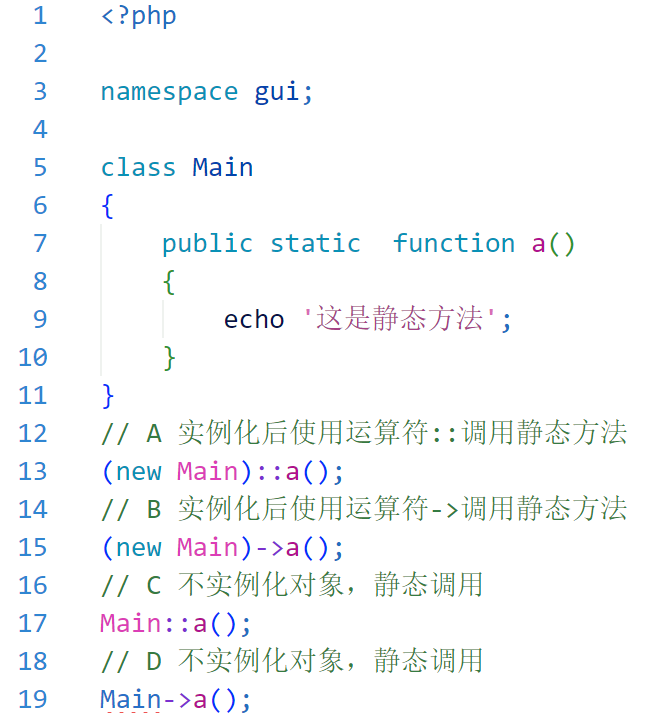 1 <?php
2
3 namespace gui;
4
5 class Main
6 {
7 public static  function a()
8 {
9 echo '这是静态方法';
10 }
11 }
12 // A 实例化后使用运算符::调用静态方法
13 (new Main)::a();
14 // B 实例化后使用运算符->调用静态方法
15 (new Main)->a();
16 // C 不实例化对象，静态调用
17 Main::a();
18 // D 不实例化对象，静态调用
19 Main->a();